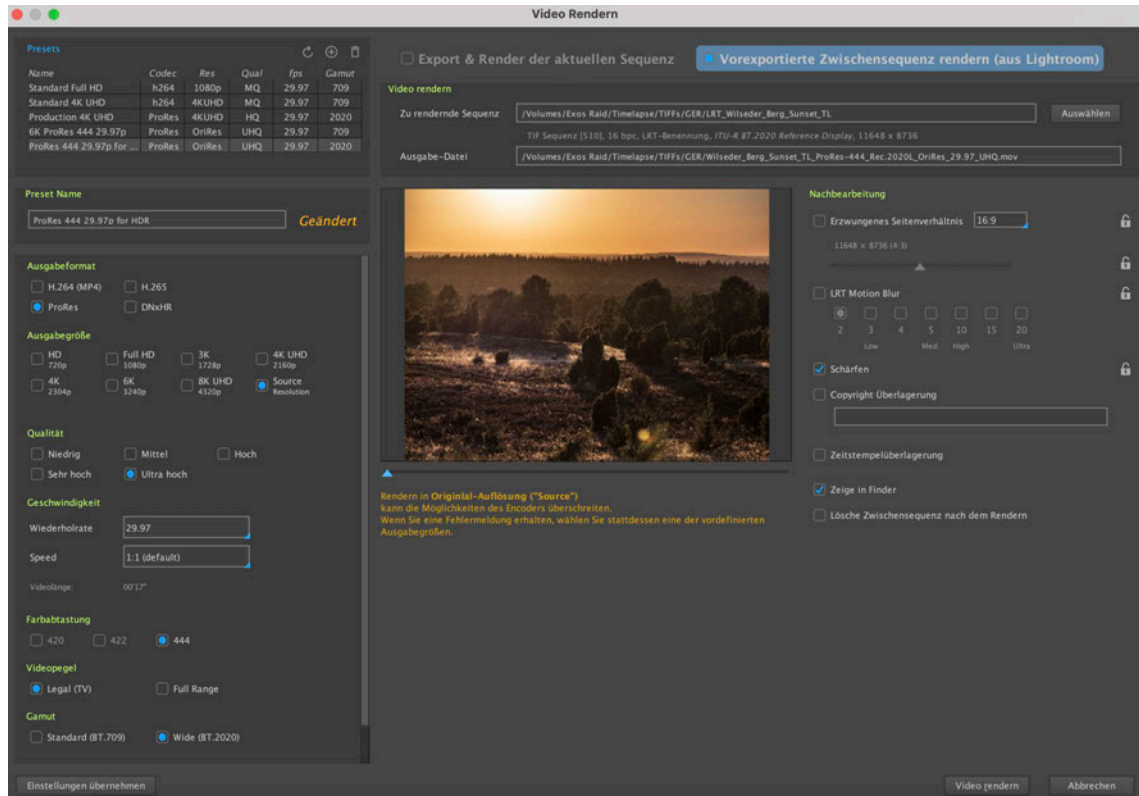 Video Rendern
Presets
Name Codec Res Qual fps Gamut
Standard Full HD h264 1080p MQ 29.97 709
Standard 4K UHD h264 4KUHD MQ 29.97 709
Production 4K UHD ProRes 4KUHD HQ 29.97 2020
6K ProRes 444 29.97p ProRes OriRes UHQ 29.97 709
ProRes 444 29.97p for ... ProRes OriRes UHQ 29.97 2020
Export & Render der aktuellen Sequenz
Vorexportierte Zwischensequenz rendern (aus Lightroom)
Video rendern
Zu rendernde Sequenz /Volumes/Exos Raid/Timelapse/TIFFs/GER/LRT_Wilseder_Berg_Sunset_TL Auswählen
TIF Sequenz [510], 16 bpc, LRT-Benennung, ITU-R BT.2020 Reference Display, 11648 x 8736
Ausgabe-Datei /Volumes/Exos Raid/Timelapse/TIFFs/GER/Wilseder_Berg_Sunset_TL_ProRes-444_Rec.2020L_OriRes_29.97_UHQ.mov
Preset Name
ProRes 444 29.97p for HDR Geändert
Ausgabeformat
H.264 (MP4) H.265
ProRes DNxHR
Ausgabegröße
HD Full HD 3K 4K UHD
720p 1080p 1728p 2160p
4K 6K 8K UHD Source
2304p 3240p 4320p Resolution
Qualität
Niedrig Mittel Hoch
Sehr hoch Ultra hoch
Geschwindigkeit
Wiederholrate 29.97
Speed 1:1 (default)
Videolänge: 00'17"
Farbabtastung
420 422 444
Videopegel
Legal (TV) Full Range
Gamut
Standard (BT.709) Wide (BT.2020)
Rendern in Originlal-Auflösung ("Source")
kann die Möglichkeiten des Encoders überschreiten.
Wenn Sie eine Fehlermeldung erhalten, wählen Sie stattdessen eine der vordefinierten
Ausgabegrößen.
Nachbearbeitung
Erzwungenes Seitenverhältnis 16:9
11648 x 8736 (4:3)
LRT Motion Blur
2 3 4 5 10 15 20
Low Med. High Ultra
Schärfen
Copyright Überlagerung
Zeitstempelüberlagerung
Zeige in Finder
Lösche Zwischensequenz nach dem Rendern
Einstellungen übernehmen
Video rendern Abbrechen